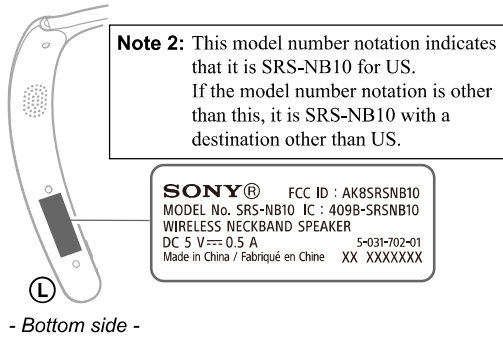 Note 2: This model number notation indicates
that it is SRS-NB10 for US.
If the model number notation is other
than this, it is SRS-NB10 with a
destination other than US.
SONY® FCC ID : AK8SRSNB10
MODEL No. SRS-NB10 IC : 409B-SRSNB10
WIRELESS NECKBAND SPEAKER
DC 5 V⎓ 0.5 A 5-031-702-01
Made in China / Fabriqué en Chine XX XXXXXXX
L
- Bottom side -